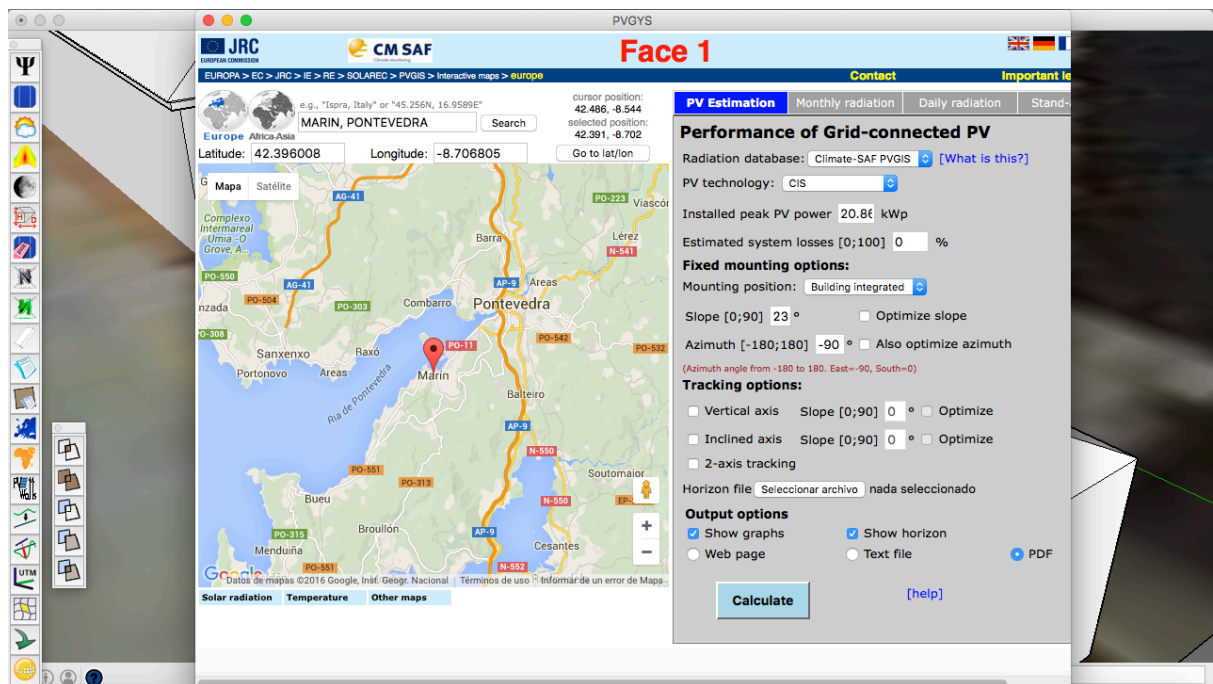 PVGYS
JRC
EUROPEAN COMMISSION
CM SAF
Climate Monitoring
Face 1
EUROPA > EC > JRC > IE > RE > SOLAREC > PVGIS > Interactive maps > europe
Contact
Important le
Europe
Africa-Asia
e.g., "Ispra, Italy" or "45.256N, 16.9589E"
MARIN, PONTEVEDRA
Search
cursor position:
42.486, -8.544
selected position:
42.391, -8.702
Latitude: 42.396008
Longitude: -8.706805
Go to lat/lon
Mapa
Satélite
AG-41
PO-223
Viascón
Complexo
Intermareal
Umia -O
Grove, A...
Barra
Lérez
N-541
PO-550
AG-41
AP-9
Areas
nzada
PO-504
PO-303
Combarro
Pontevedra
PO-308
PO-11
PO-542
PO-532
Sanxenxo
Raxó
Portonovo
Areas
Marín
Ria de Pontevedra
Balteiro
AP-9
N-550
PO-551
PO-313
Soutomaior
Bueu
N-550
EP-
PO-315
Broullón
AP-9
Menduíña
Cesantes
PO-551
N-552
Google
Datos de mapas ©2016 Google, Inst. Geogr. Nacional
Términos de uso
Informar de un error de Maps
Solar radiation
Temperature
Other maps
PV Estimation
Monthly radiation
Daily radiation
Stand-
Performance of Grid-connected PV
Radiation database: Climate-SAF PVGIS [What is this?]
PV technology: CIS
Installed peak PV power 20.86 kWp
Estimated system losses [0;100] 0 %
Fixed mounting options:
Mounting position: Building integrated
Slope [0;90] 23 º Optimize slope
Azimuth [-180;180] -90 º Also optimize azimuth
(Azimuth angle from -180 to 180. East=-90, South=0)
Tracking options:
Vertical axis Slope [0;90] 0 º Optimize
Inclined axis Slope [0;90] 0 º Optimize
2-axis tracking
Horizon file Seleccionar archivo nada seleccionado
Output options
Show graphs Show horizon
Web page Text file PDF
Calculate
[help]
Ψ
H
D
N
N
UTM
?